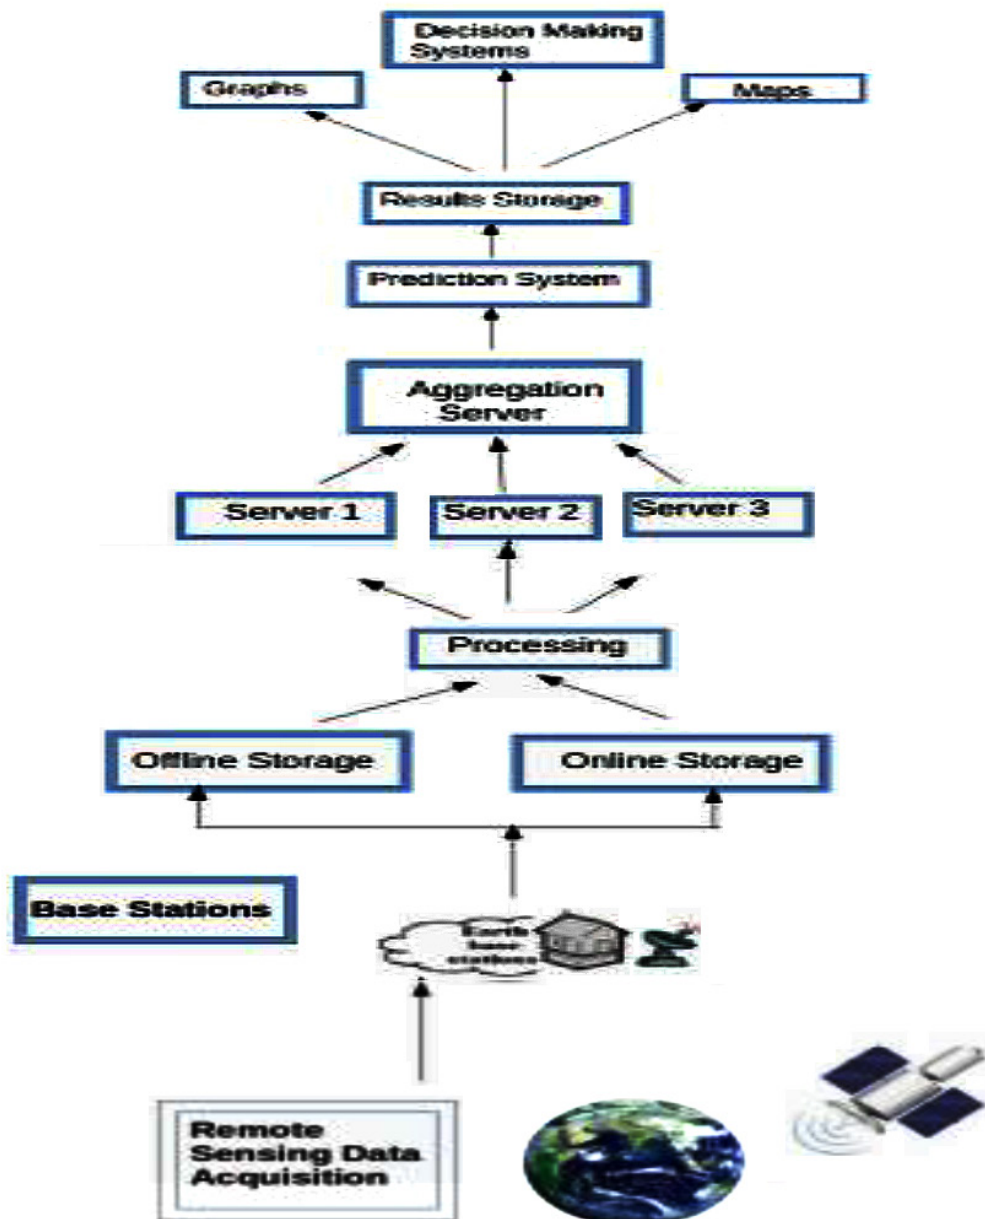 Decision Making
Systems
Graphs
Maps
Results Storage
Prediction System
Aggregation
Server
Server 1
Server 2
Server 3
Processing
Offline Storage
Online Storage
Base Stations
Earth
base
stations
Remote
Sensing Data
Acquisition